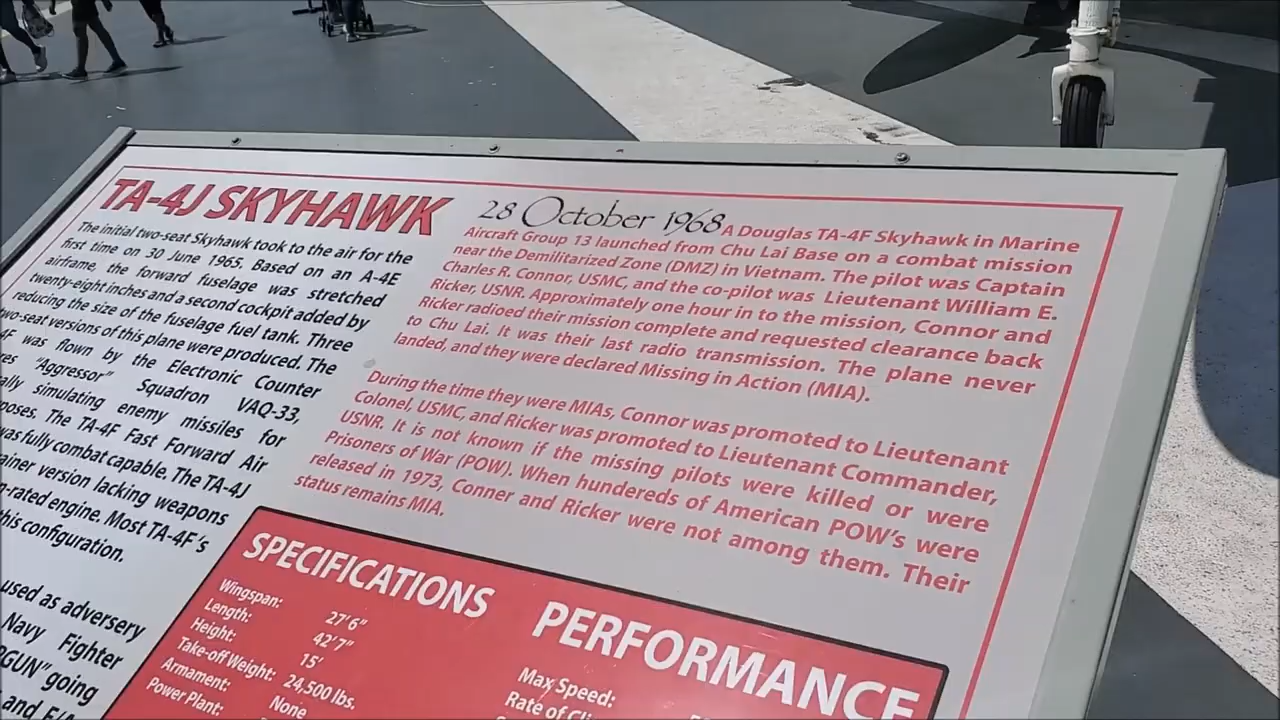 TA-4J SKYHAWK
The initial two-seat Skyhawk took to the air for the
first time on 30 June 1965. Based on an A-4E
airframe, the forward fuselage was stretched
twenty-eight inches and a second cockpit added by
reducing the size of the fuselage fuel tank. Three
two-seat versions of this plane were produced. The
was flown by the Electronic Counter
"Aggressor" Squadron VAQ-33,
simulating enemy missiles for
The TA-4F Fast Forward Air
was fully combat capable. The TA-4J
version lacking weapons
engine. Most TA-4F's
this configuration.
used as adversery
Navy Fighter
going
and
28 October 1968 A Douglas TA-4F Skyhawk in Marine
Aircraft Group 13 launched from Chu Lai Base on a combat mission
near the Demilitarized Zone (DMZ) in Vietnam. The pilot was Captain
Charles R. Connor, USMC, and the co-pilot was Lieutenant William E.
Ricker, USNR. Approximately one hour in to the mission, Connor and
Ricker radioed their mission complete and requested clearance back
to Chu Lai. It was their last radio transmission. The plane never
landed, and they were declared Missing in Action (MIA).
During the time they were MIAs, Connor was promoted to Lieutenant
Colonel, USMC, and Ricker was promoted to Lieutenant Commander,
USNR. It is not known if the missing pilots were killed or were
Prisoners of War (POW). When hundereds of American POW's were
released in 1973, Conner and Ricker were not among them. Their
status remains MIA.
SPECIFICATIONS
Wingspan: 27'6"
Length: 42'7"
Height: 15'
Take-off Weight: 24,500 lbs.
Armament: None
Power Plant:
PERFORMANCE
Max Speed:
Rate of